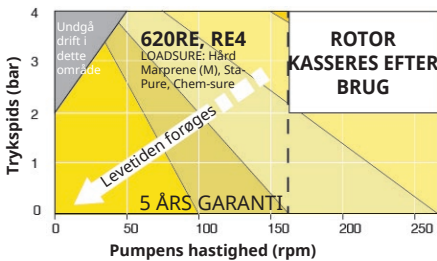 Undgå
drift i
dette
område
620RE, RE4
LOADSURE: Hård
Marprene (M), Sta-
Pure, Chem-sure
ROTOR
KASSERES EFTER
BRUG
Levetiden forøges
5 ÅRS GARANTI
Trykspids (bar)
4
3
2
1
0
0
50
100
150
200
250
Pumpens hastighed (rpm)